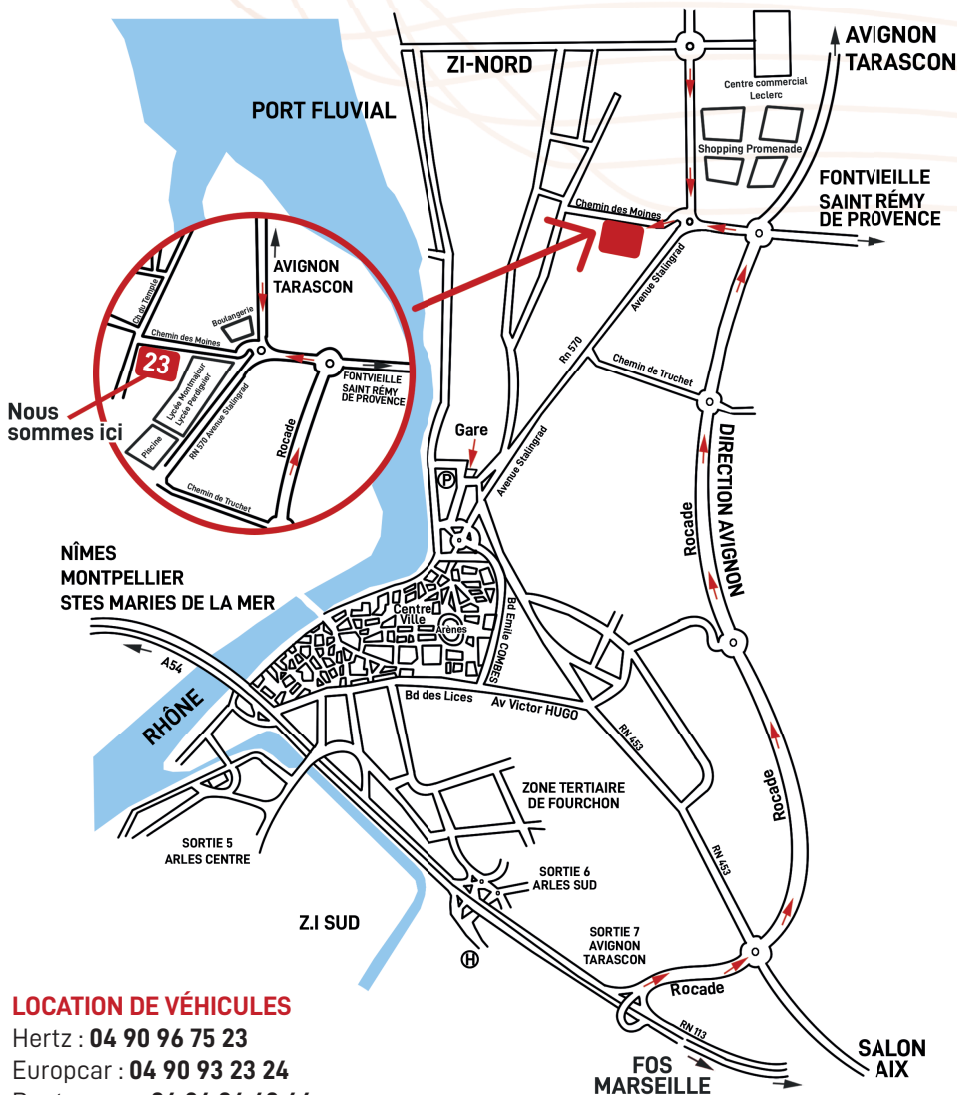 AVIGNON
TARASCON
ZI-NORD
Centre commercial
Leclerc
PORT FLUVIAL
Shopping Promenade
FONTVIEILLE
SAINT RÉMY
DE PROVENCE
Chemin des Moines
Avenue Stalingrad
AVIGNON
TARASCON
Ch du Temple
Boulangerie
Chemin des Moines
23
Lycée Montmajour
Lycée Perdiguier
FONTVIEILLE
SAINT RÉMY
DE PROVENCE
Nous
sommes ici
Piscine
RN 570 Avenue Stalingrad
Rocade
Chemin de Truchet
Rn 570
Chemin de Truchet
Gare
P
Avenue Stalingrad
DIRECTION AVIGNON
Rocade
NÎMES
MONTPELLIER
STES MARIES DE LA MER
A54
Centre
Ville
Arènes
Bd Emile COMBES
RHÔNE
Bd des Lices
Av Victor HUGO
RN 453
Rocade
ZONE TERTIAIRE
DE FOURCHON
SORTIE 5
ARLES CENTRE
RN 453
SORTIE 6
ARLES SUD
Z.I SUD
H
SORTIE 7
AVIGNON
TARASCON
Rocade
RN 113
SALON
AIX
FOS
MARSEILLE
LOCATION DE VÉHICULES
Hertz : 04 90 96 75 23
Europcar : 04 90 93 23 24